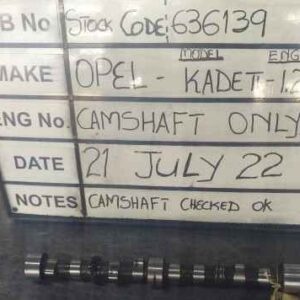 B No STOCK CODE: 636139
MODEL ENG
MAKE OPEL - KADETT - 1.2
ENG No. CAMSHAFT ONLY
DATE 21 JULY 22
NOTES CAMSHAFT CHECKED OK